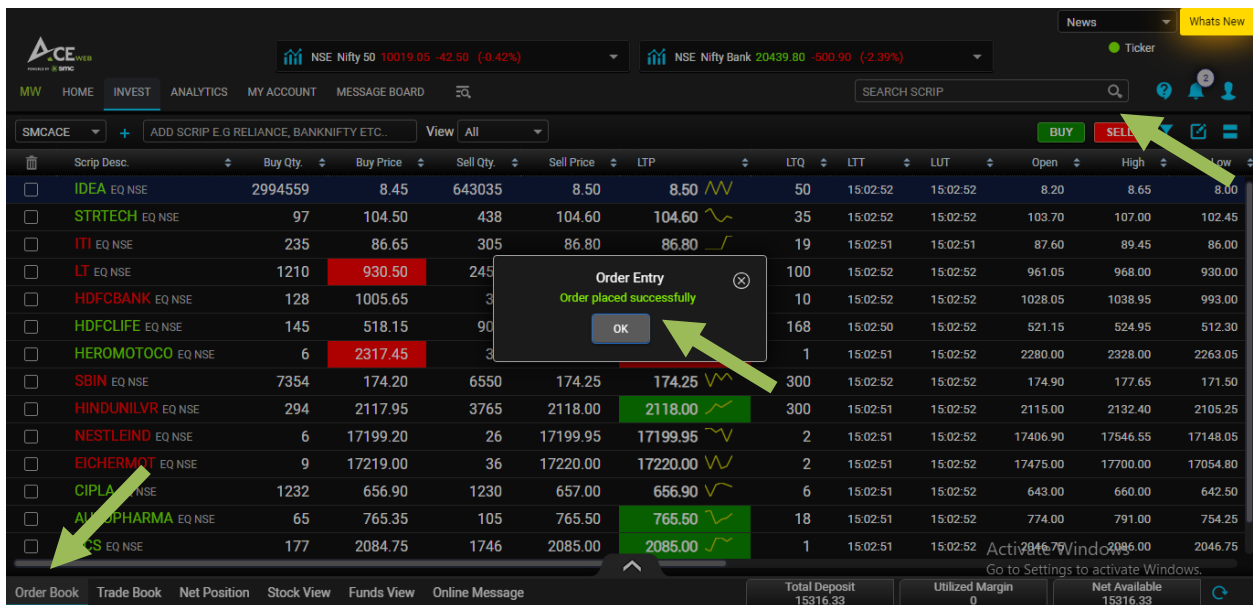 News
Whats New
ACE WEB
POWERED BY smc
NSE Nifty 50 10019.05 -42.50 (-0.42%)
NSE Nifty Bank 20439.80 -500.90 (-2.39%)
Ticker
MW HOME INVEST ANALYTICS MY ACCOUNT MESSAGE BOARD
SEARCH SCRIP
2
SMCACE + ADD SCRIP E.G RELIANCE, BANKNIFTY ETC.. View All
BUY SELL
Scrip Desc. Buy Qty. Buy Price Sell Qty. Sell Price LTP LTQ LTT LUT Open High Low
IDEA EQ NSE 2994559 8.45 643035 8.50 8.50 50 15:02:52 15:02:52 8.20 8.65 8.00
STRTECH EQ NSE 97 104.50 438 104.60 104.60 35 15:02:52 15:02:52 103.70 107.00 102.45
ITI EQ NSE 235 86.65 305 86.80 86.80 19 15:02:51 15:02:51 87.60 89.45 86.00
LT EQ NSE 1210 930.50 245 100 15:02:52 15:02:52 961.05 968.00 930.00
HDFCBANK EQ NSE 128 1005.65 3 10 15:02:52 15:02:52 1028.05 1038.95 993.00
HDFCLIFE EQ NSE 145 518.15 90 168 15:02:50 15:02:52 521.15 524.95 512.30
HEROMOTOCO EQ NSE 6 2317.45 3 1 15:02:51 15:02:52 2280.00 2328.00 2263.05
Order Entry
Order placed successfully
OK
SBIN EQ NSE 7354 174.20 6550 174.25 174.25 300 15:02:52 15:02:52 174.90 177.65 171.50
HINDUNILVR EQ NSE 294 2117.95 3765 2118.00 2118.00 300 15:02:51 15:02:52 2115.00 2132.40 2105.25
NESTLEIND EQ NSE 6 17199.20 26 17199.95 17199.95 2 15:02:51 15:02:52 17406.90 17546.55 17148.05
EICHERMOT EQ NSE 9 17219.00 36 17220.00 17220.00 2 15:02:51 15:02:52 17475.00 17700.00 17054.80
CIPLA NSE 1232 656.90 1230 657.00 656.90 6 15:02:51 15:02:52 643.00 660.00 642.50
PHARMA EQ NSE 65 765.35 105 765.50 765.50 18 15:02:51 15:02:52 774.00 791.00 754.25
CS EQ NSE 177 2084.75 1746 2085.00 2085.00 1 15:02:51 15:02:52 2046.75 2086.00 2046.75
Activate Windows
Go to Settings to activate Windows.
Order Book Trade Book Net Position Stock View Funds View Online Message
Total Deposit
15316.33
Utilized Margin
0
Net Available
15316.33